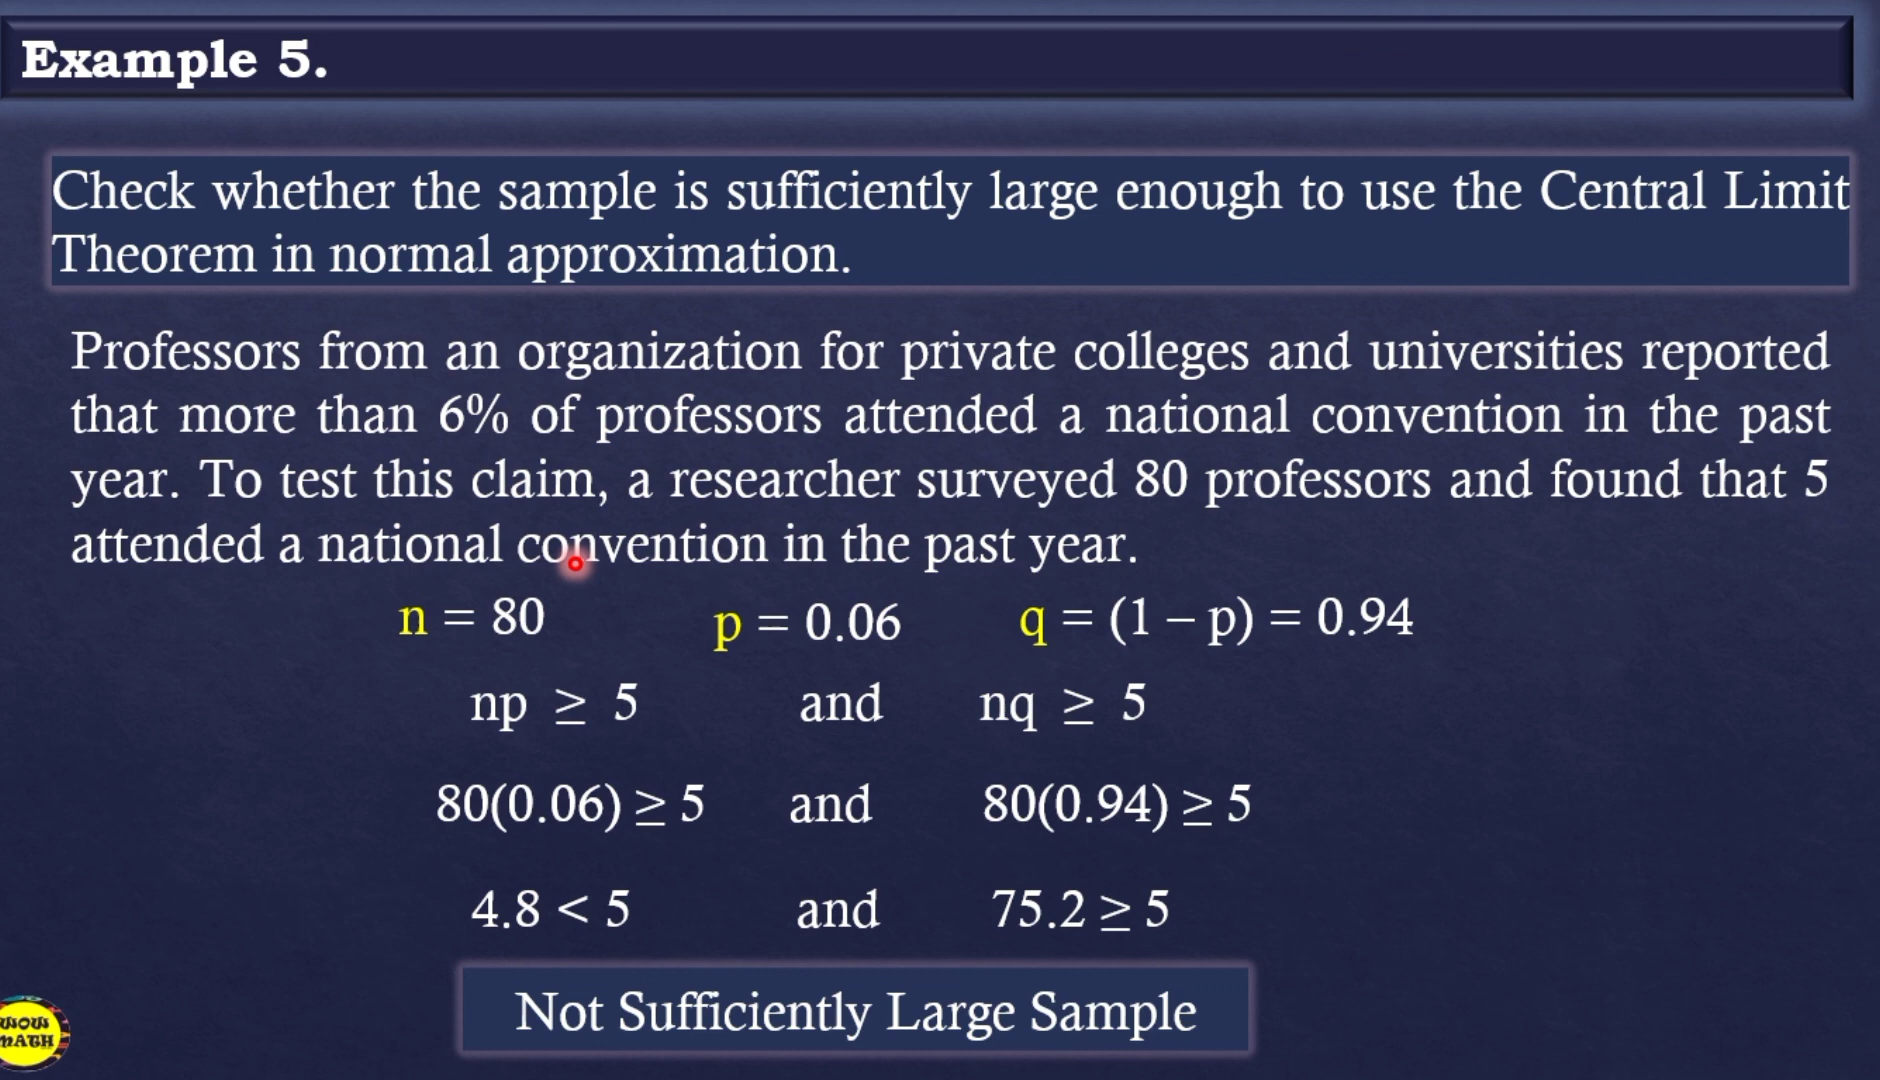 Example 5.
Check whether the sample is sufficiently large enough to use the Central Limit
Theorem in normal approximation.
Professors from an organization for private colleges and universities reported
that more than 6% of professors attended a national convention in the past
year. To test this claim, a researcher surveyed 80 professors and found that 5
attended a national convention in the past year.
n = 80 p = 0.06 q = (1 – p) = 0.94
np ≥ 5 and nq ≥ 5
80(0.06) ≥ 5 and 80(0.94) ≥ 5
4.8 < 5 and 75.2 ≥ 5
Not Sufficiently Large Sample
WOW
MATH